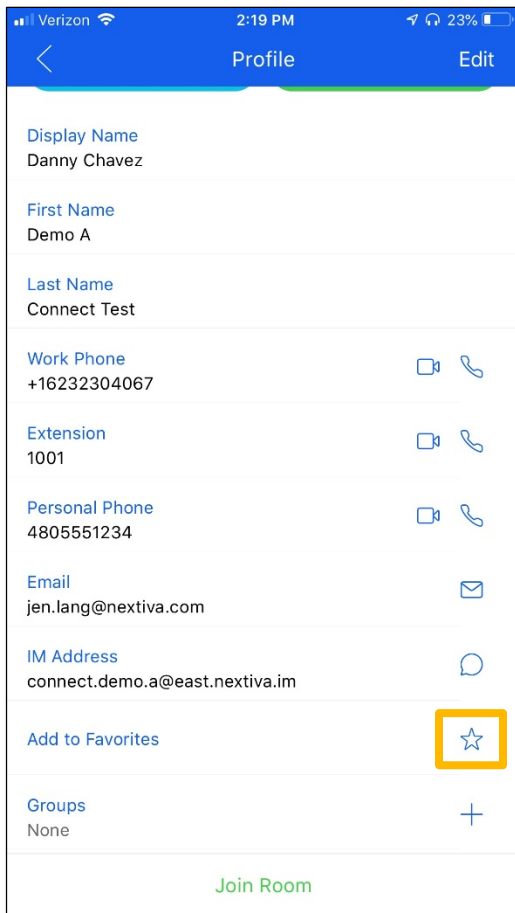 Verizon 2:19 PM 23%
Profile Edit
Display Name
Danny Chavez
First Name
Demo A
Last Name
Connect Test
Work Phone
+16232304067
Extension
1001
Personal Phone
4805551234
Email
jen.lang@nextiva.com
IM Address
connect.demo.a@east.nextiva.im
Add to Favorites
Groups
None
Join Room